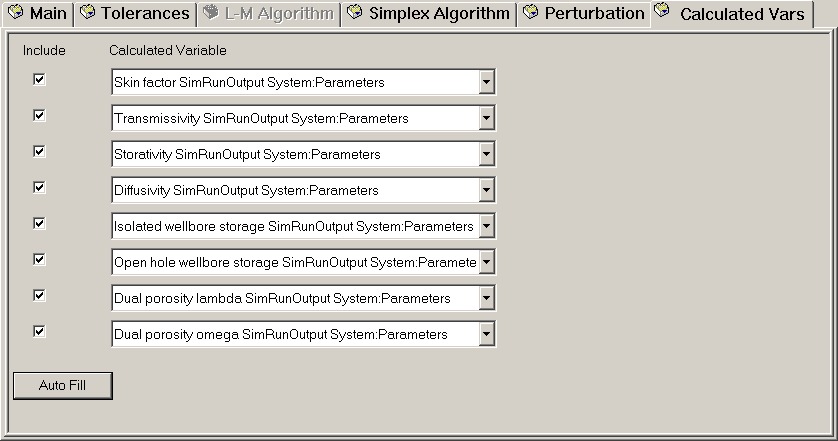 Main Tolerances L-M Algorithm Simplex Algorithm Perturbation Calculated Vars
Include Calculated Variable
Skin factor SimRunOutput System:Parameters
Transmissivity SimRunOutput System:Parameters
Storativity SimRunOutput System:Parameters
Diffusivity SimRunOutput System:Parameters
Isolated wellbore storage SimRunOutput System:Parameters
Open hole wellbore storage SimRunOutput System:Paramete
Dual porosity lambda SimRunOutput System:Parameters
Dual porosity omega SimRunOutput System:Parameters
Auto Fill